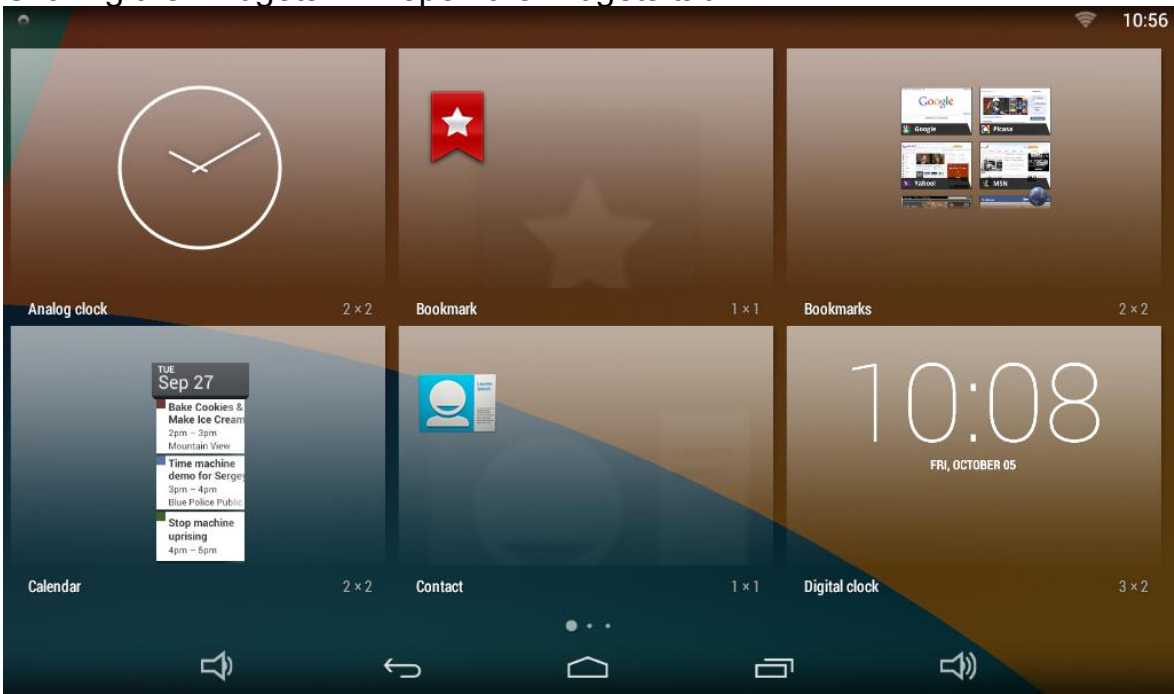 10:56
Google
Google
Picasa
Yahoo!
MSN
Analog clock 2 × 2
Bookmark 1 × 1
Bookmarks 2 × 2
TUE
Sep 27
Bake Cookies &
Make Ice Cream
2pm – 3pm
Mountain View
Time machine
demo for Sergey
3pm – 4pm
Blue Police Public
Stop machine
uprising
4pm – 5pm
Lorem
Ipsum
10:08
FRI, OCTOBER 05
Calendar 2 × 2
Contact 1 × 1
Digital clock 3 × 2